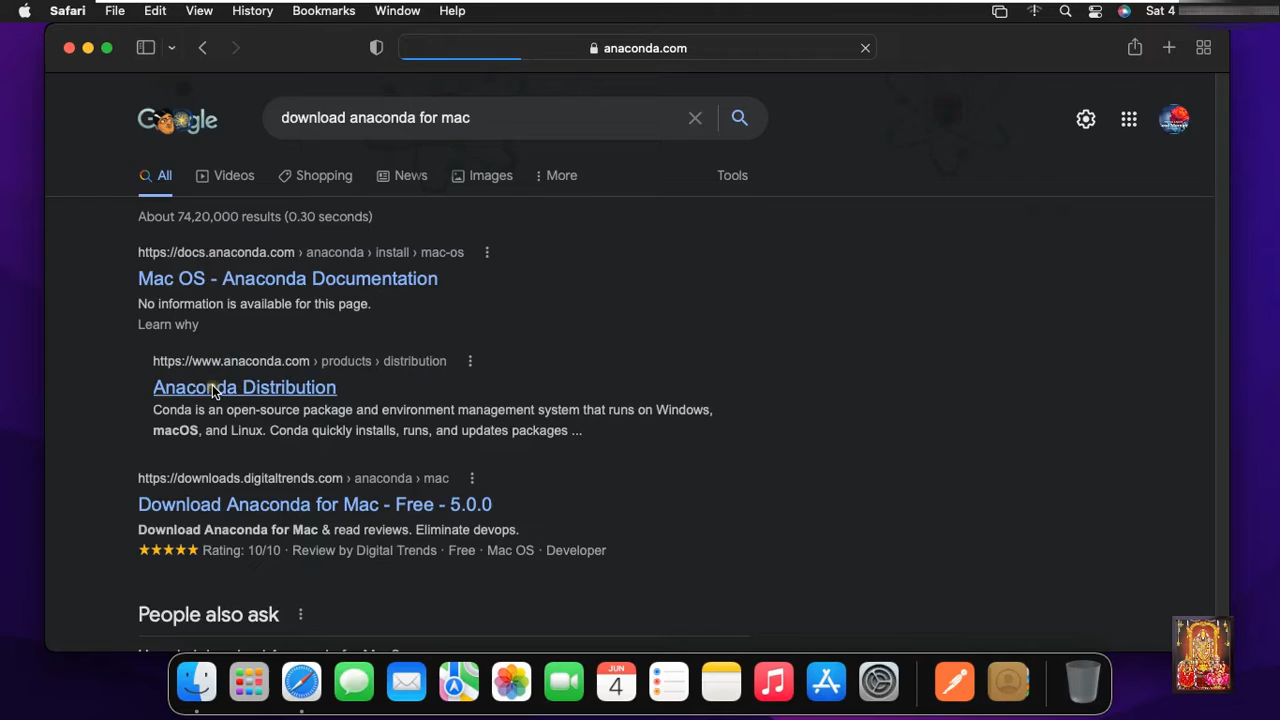 Safari File Edit View History Bookmarks Window Help Sat 4
anaconda.com
Google download anaconda for mac
All Videos Shopping News Images More Tools
About 74,20,000 results (0.30 seconds)
https://docs.anaconda.com › anaconda › install › mac-os
Mac OS - Anaconda Documentation
No information is available for this page.
Learn why
https://www.anaconda.com › products › distribution
Anaconda Distribution
Conda is an open-source package and environment management system that runs on Windows,
macOS, and Linux. Conda quickly installs, runs, and updates packages ...
https://downloads.digitaltrends.com › anaconda › mac
Download Anaconda for Mac - Free - 5.0.0
Download Anaconda for Mac & read reviews. Eliminate devops.
Rating: 10/10 · Review by Digital Trends · Free · Mac OS · Developer
People also ask
JUN
4